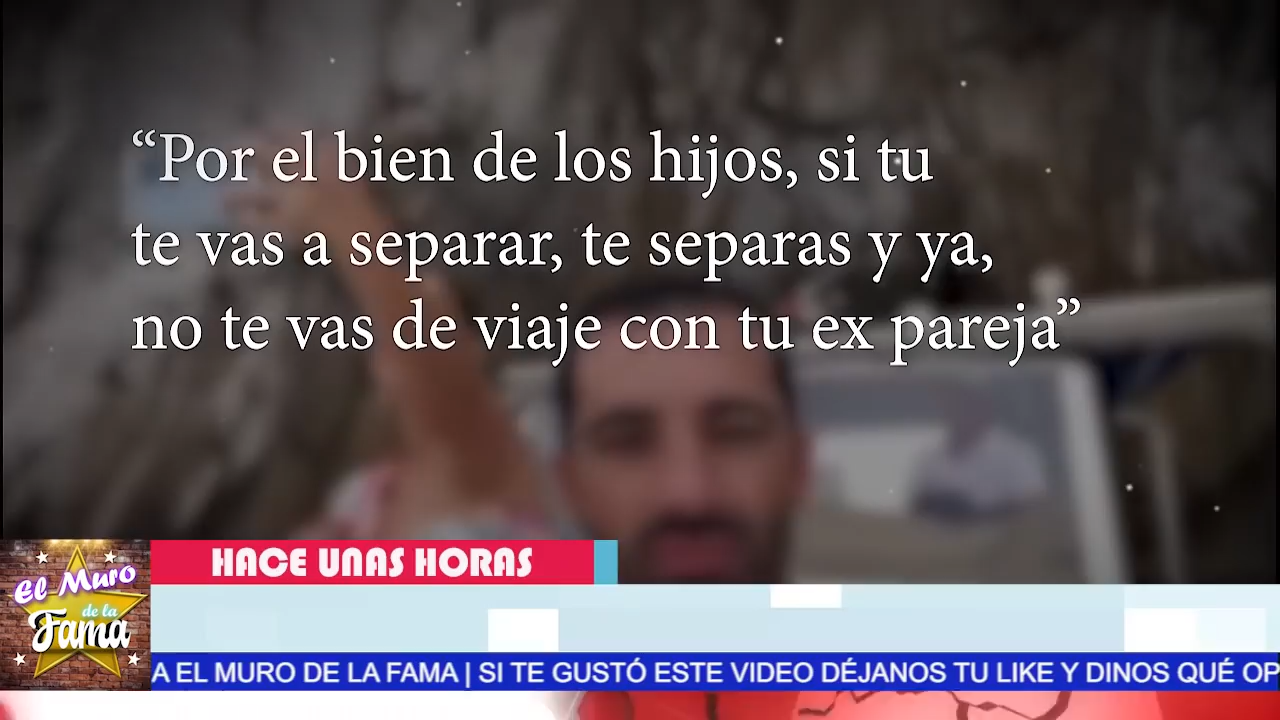 “Por el bien de los hijos, si tu
te vas a separar, te separas y ya,
no te vas de viaje con tu ex pareja”
HACE UNAS HORAS
El Muro
de la
Fama
A EL MURO DE LA FAMA | SI TE GUSTÓ ESTE VIDEO DÉJANOS TU LIKE Y DINOS QUÉ OP